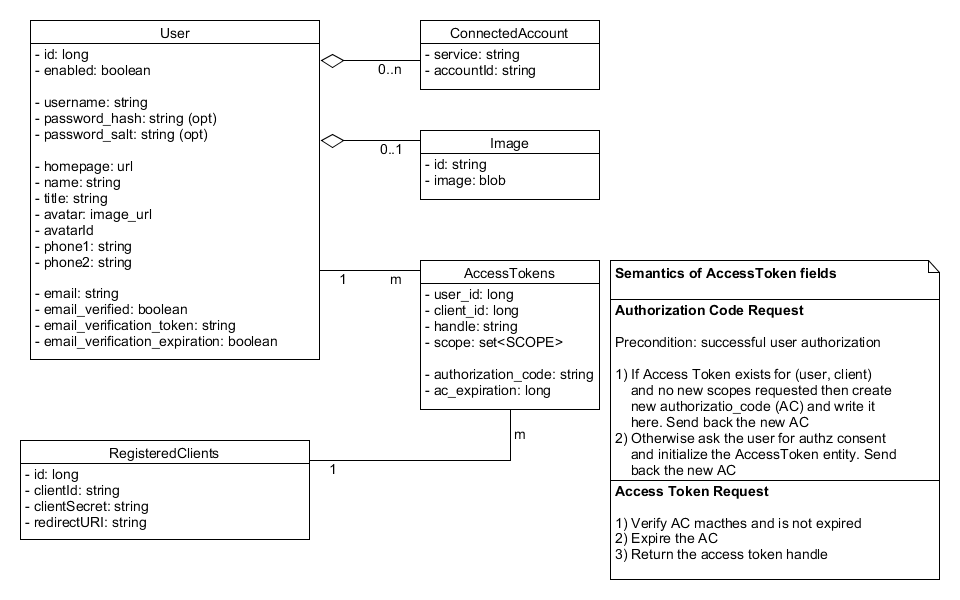 User
- id: long
- enabled: boolean
- username: string
- password_hash: string (opt)
- password_salt: string (opt)
- homepage: url
- name: string
- title: string
- avatar: image_url
- avatarId
- phone1: string
- phone2: string
- email: string
- email_verified: boolean
- email_verification_token: string
- email_verification_expiration: boolean
0..n
ConnectedAccount
- service: string
- accountId: string
0..1
Image
- id: string
- image: blob
1
m
AccessTokens
- user_id: long
- client_id: long
- handle: string
- scope: set<SCOPE>
- authorization_code: string
- ac_expiration: long
m
1
RegisteredClients
- id: long
- clientId: string
- clientSecret: string
- redirectURI: string
Semantics of AccessToken fields
Authorization Code Request
Precondition: successful user authorization
1) If Access Token exists for (user, client)
and no new scopes requested then create
new authorizatio_code (AC) and write it
here. Send back the new AC
2) Otherwise ask the user for authz consent
and initialize the AccessToken entity. Send
back the new AC
Access Token Request
1) Verify AC macthes and is not expired
2) Expire the AC
3) Return the access token handle